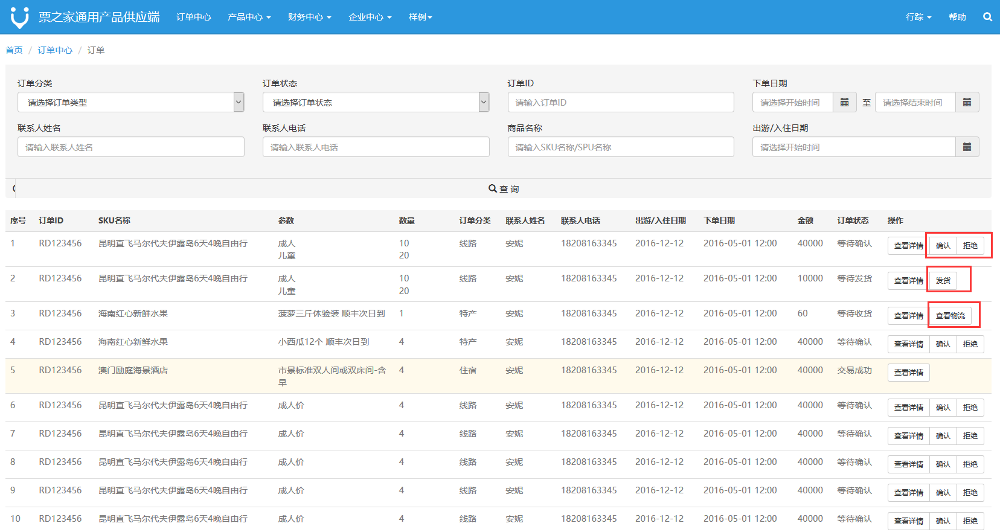 票之家通用产品供应端 订单中心 产品中心 财务中心 企业中心 样例 行踪 帮助
首页 / 订单中心 / 订单
订单分类 订单状态 订单ID 下单日期
请选择订单类型 请选择订单状态 请输入订单ID 请选择开始时间 至 请选择结束时间
联系人姓名 联系人电话 商品名称 出游/入住日期
请输入联系人姓名 请输入联系人电话 请输入SKU名称/SPU名称 请选择开始时间
查 询
序号 订单ID SKU名称 参数 数量 订单分类 联系人姓名 联系人电话 出游/入住日期 下单日期 金额 订单状态 操作
1 RD123456 昆明直飞马尔代夫伊露岛6天4晚自由行 成人 10 线路 安妮 18208163345 2016-12-12 2016-05-01 12:00 40000 等待确认 查看详情 确认 拒绝
儿童 20
2 RD123456 昆明直飞马尔代夫伊露岛6天4晚自由行 成人 10 线路 安妮 18208163345 2016-12-12 2016-05-01 12:00 10000 等待发货 查看详情 发货
儿童 20
3 RD123456 海南红心新鲜水果 菠萝三斤体验装 顺丰次日到 1 特产 安妮 18208163345 2016-12-12 2016-05-01 12:00 60 等待收货 查看详情 查看物流
4 RD123456 海南红心新鲜水果 小西瓜12个 顺丰次日到 4 特产 安妮 18208163345 2016-12-12 2016-05-01 12:00 40000 等待确认 查看详情 确认 拒绝
5 RD123456 澳门励庭海景酒店 市景标准双人间或双床间-含 4 住宿 安妮 18208163345 2016-12-12 2016-05-01 12:00 40000 交易成功 查看详情
早
6 RD123456 昆明直飞马尔代夫伊露岛6天4晚自由行 成人价 4 线路 安妮 18208163345 2016-12-12 2016-05-01 12:00 40000 等待确认 查看详情 确认 拒绝
7 RD123456 昆明直飞马尔代夫伊露岛6天4晚自由行 成人价 4 线路 安妮 18208163345 2016-12-12 2016-05-01 12:00 40000 等待确认 查看详情 确认 拒绝
8 RD123456 昆明直飞马尔代夫伊露岛6天4晚自由行 成人价 4 线路 安妮 18208163345 2016-12-12 2016-05-01 12:00 40000 等待确认 查看详情 确认 拒绝
9 RD123456 昆明直飞马尔代夫伊露岛6天4晚自由行 成人价 4 线路 安妮 18208163345 2016-12-12 2016-05-01 12:00 40000 等待确认 查看详情 确认 拒绝
10 RD123456 昆明直飞马尔代夫伊露岛6天4晚自由行 成人价 4 线路 安妮 18208163345 2016-12-12 2016-05-01 12:00 40000 等待确认 查看详情 确认 拒绝